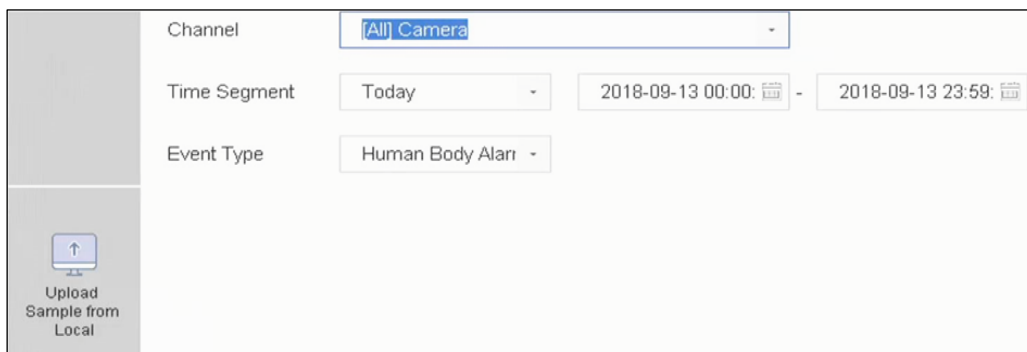 Channel
[All] Camera
Time Segment
Today
2018-09-13 00:00:
-
2018-09-13 23:59:
Event Type
Human Body Alarr
Upload
Sample from
Local